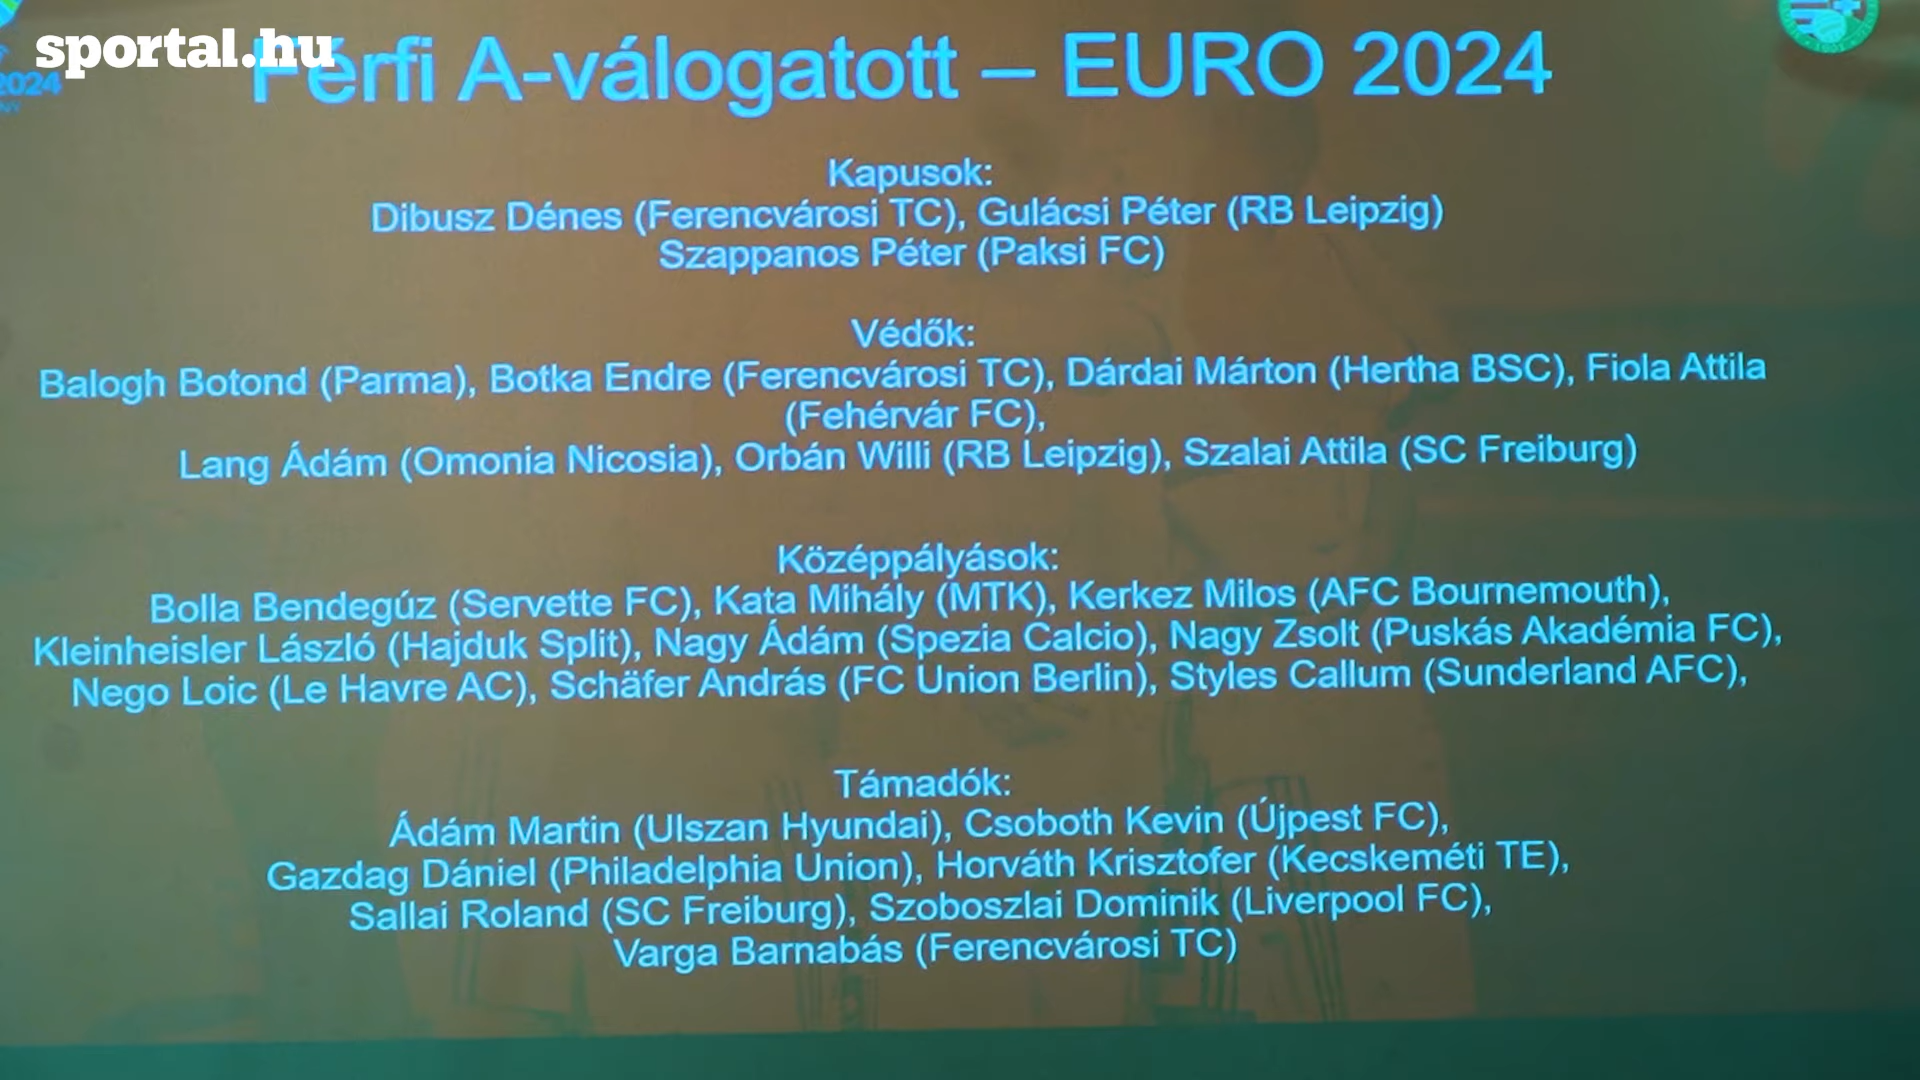 sportal.hu
Férfi A-válogatott – EURO 2024
2024
Kapusok:
Dibusz Dénes (Ferencvárosi TC), Gulácsi Péter (RB Leipzig)
Szappanos Péter (Paksi FC)
Védők:
Balogh Botond (Parma), Botka Endre (Ferencvárosi TC), Dárdai Márton (Hertha BSC), Fiola Attila
(Fehérvár FC),
Lang Ádám (Omonia Nicosia), Orbán Willi (RB Leipzig), Szalai Attila (SC Freiburg)
Középpályások:
Bolla Bendegúz (Servette FC), Kata Mihály (MTK), Kerkez Milos (AFC Bournemouth),
Kleinheisler László (Hajduk Split), Nagy Ádám (Spezia Calcio), Nagy Zsolt (Puskás Akadémia FC),
Nego Loic (Le Havre AC), Schäfer András (FC Union Berlin), Styles Callum (Sunderland AFC),
Támadók:
Ádám Martin (Ulszan Hyundai), Csoboth Kevin (Újpest FC),
Gazdag Dániel (Philadelphia Union), Horváth Krisztofer (Kecskeméti TE),
Sallai Roland (SC Freiburg), Szoboszlai Dominik (Liverpool FC),
Varga Barnabás (Ferencvárosi TC)